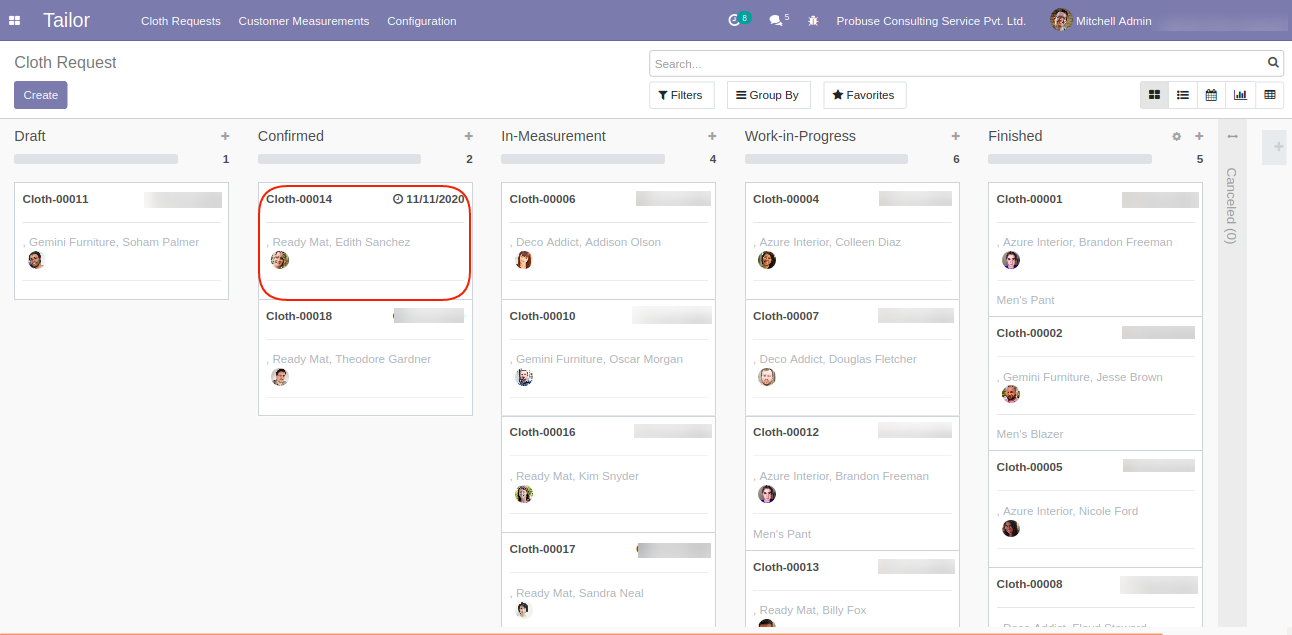 Tailor Cloth Requests Customer Measurements Configuration 8 5 Probuse Consulting Service Pvt. Ltd. Mitchell Admin
Cloth Request
Search...
Create
Filters Group By Favorites
Draft
1
Cloth-00011
, Gemini Furniture, Soham Palmer
Confirmed
2
Cloth-00014 11/11/2020
, Ready Mat, Edith Sanchez
Cloth-00018
, Ready Mat, Theodore Gardner
In-Measurement
4
Cloth-00006
, Deco Addict, Addison Olson
Cloth-00010
, Gemini Furniture, Oscar Morgan
Cloth-00016
, Ready Mat, Kim Snyder
Cloth-00017
, Ready Mat, Sandra Neal
Work-in-Progress
6
Cloth-00004
, Azure Interior, Colleen Diaz
Cloth-00007
, Deco Addict, Douglas Fletcher
Cloth-00012
, Azure Interior, Brandon Freeman
Men's Pant
Cloth-00013
, Ready Mat, Billy Fox
Finished
5
Cloth-00001
, Azure Interior, Brandon Freeman
Men's Pant
Cloth-00002
, Gemini Furniture, Jesse Brown
Men's Blazer
Cloth-00005
, Azure Interior, Nicole Ford
Cloth-00008
, Deco Addict, Floyd Steward
Canceled (0)